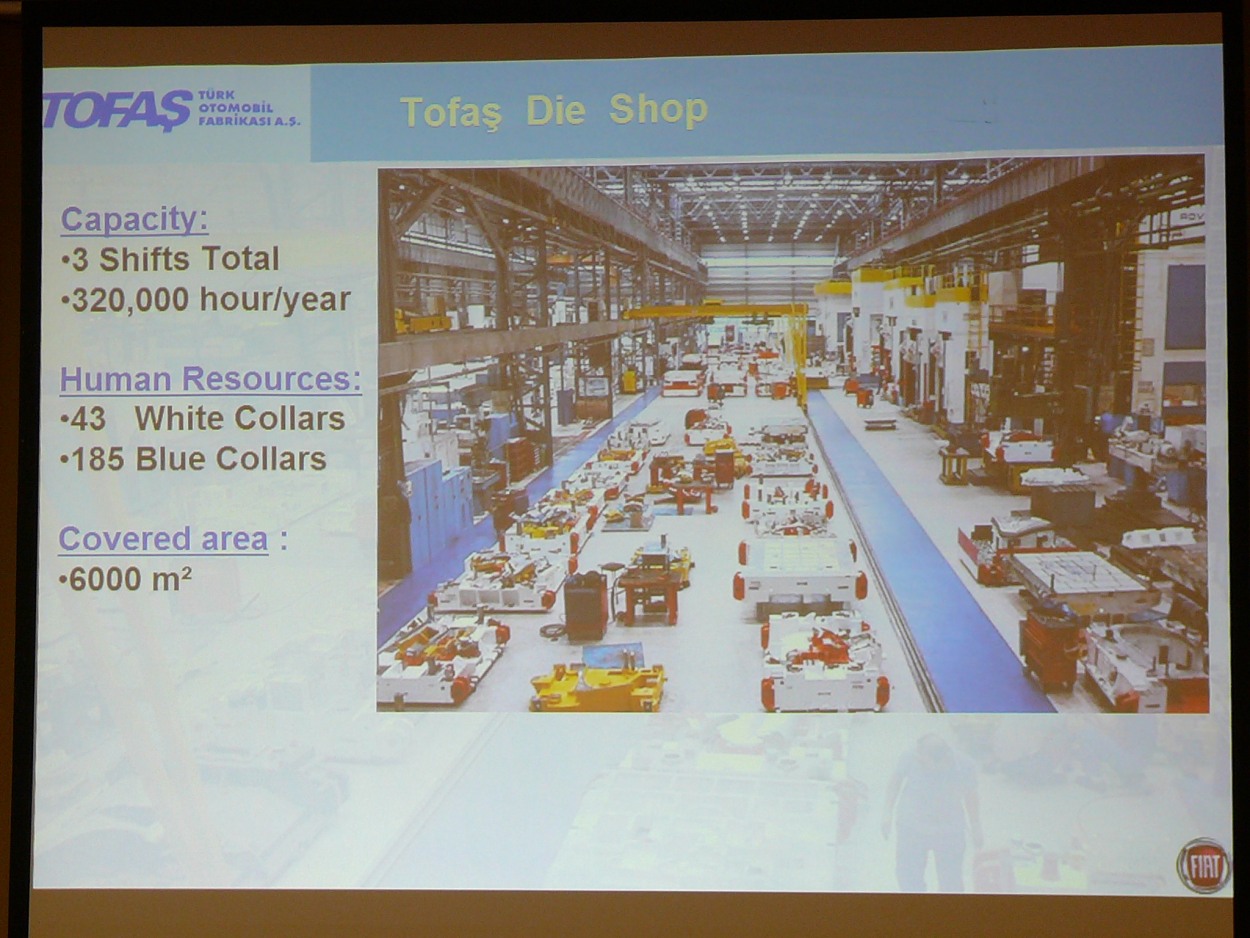 TOFAŞ TÜRK
OTOMOBİL
FABRİKASI A.Ş.
Tofaş Die Shop
Capacity:
•3 Shifts Total
•320,000 hour/year
Human Resources:
•43 White Collars
•185 Blue Collars
Covered area :
•6000 m²
FIAT